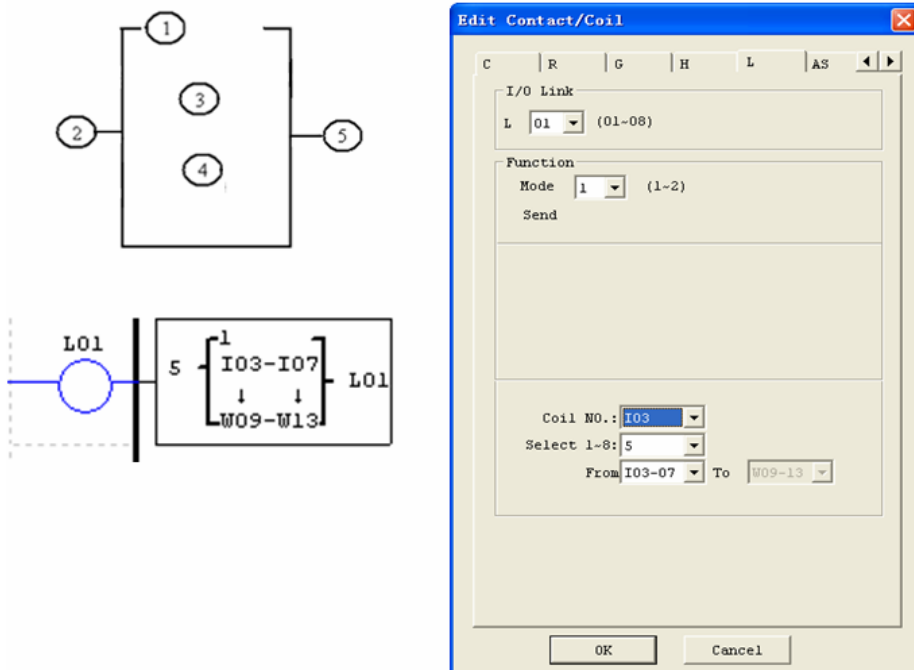 1
2
3
4
5
L01
5
1
I03-I07
↓ ↓
W09-W13
L01
Edit Contact/Coil
C R G H L AS
I/O Link
L 01 (01~08)
Function
Mode 1 (1~2)
Send
Coil NO.: I03
Select 1~8: 5
From I03-07 To W09-13
OK Cancel